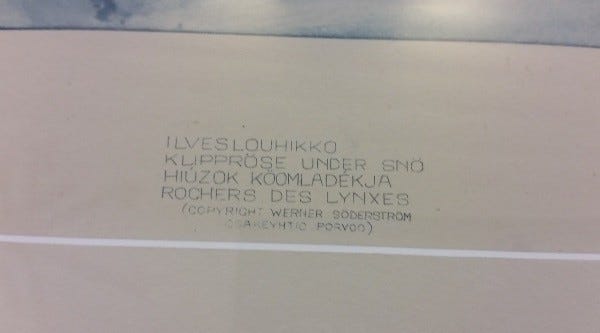 ILVESLOUHIKKO
KLIPPRÖSE UNDER SNÖ
HIÚZOK KŐOMLADÉKJA
ROCHERS DES LYNXES
(COPYRIGHT WERNER SÖDERSTRÖM
OSAKEYHTIÖ PORVOO)